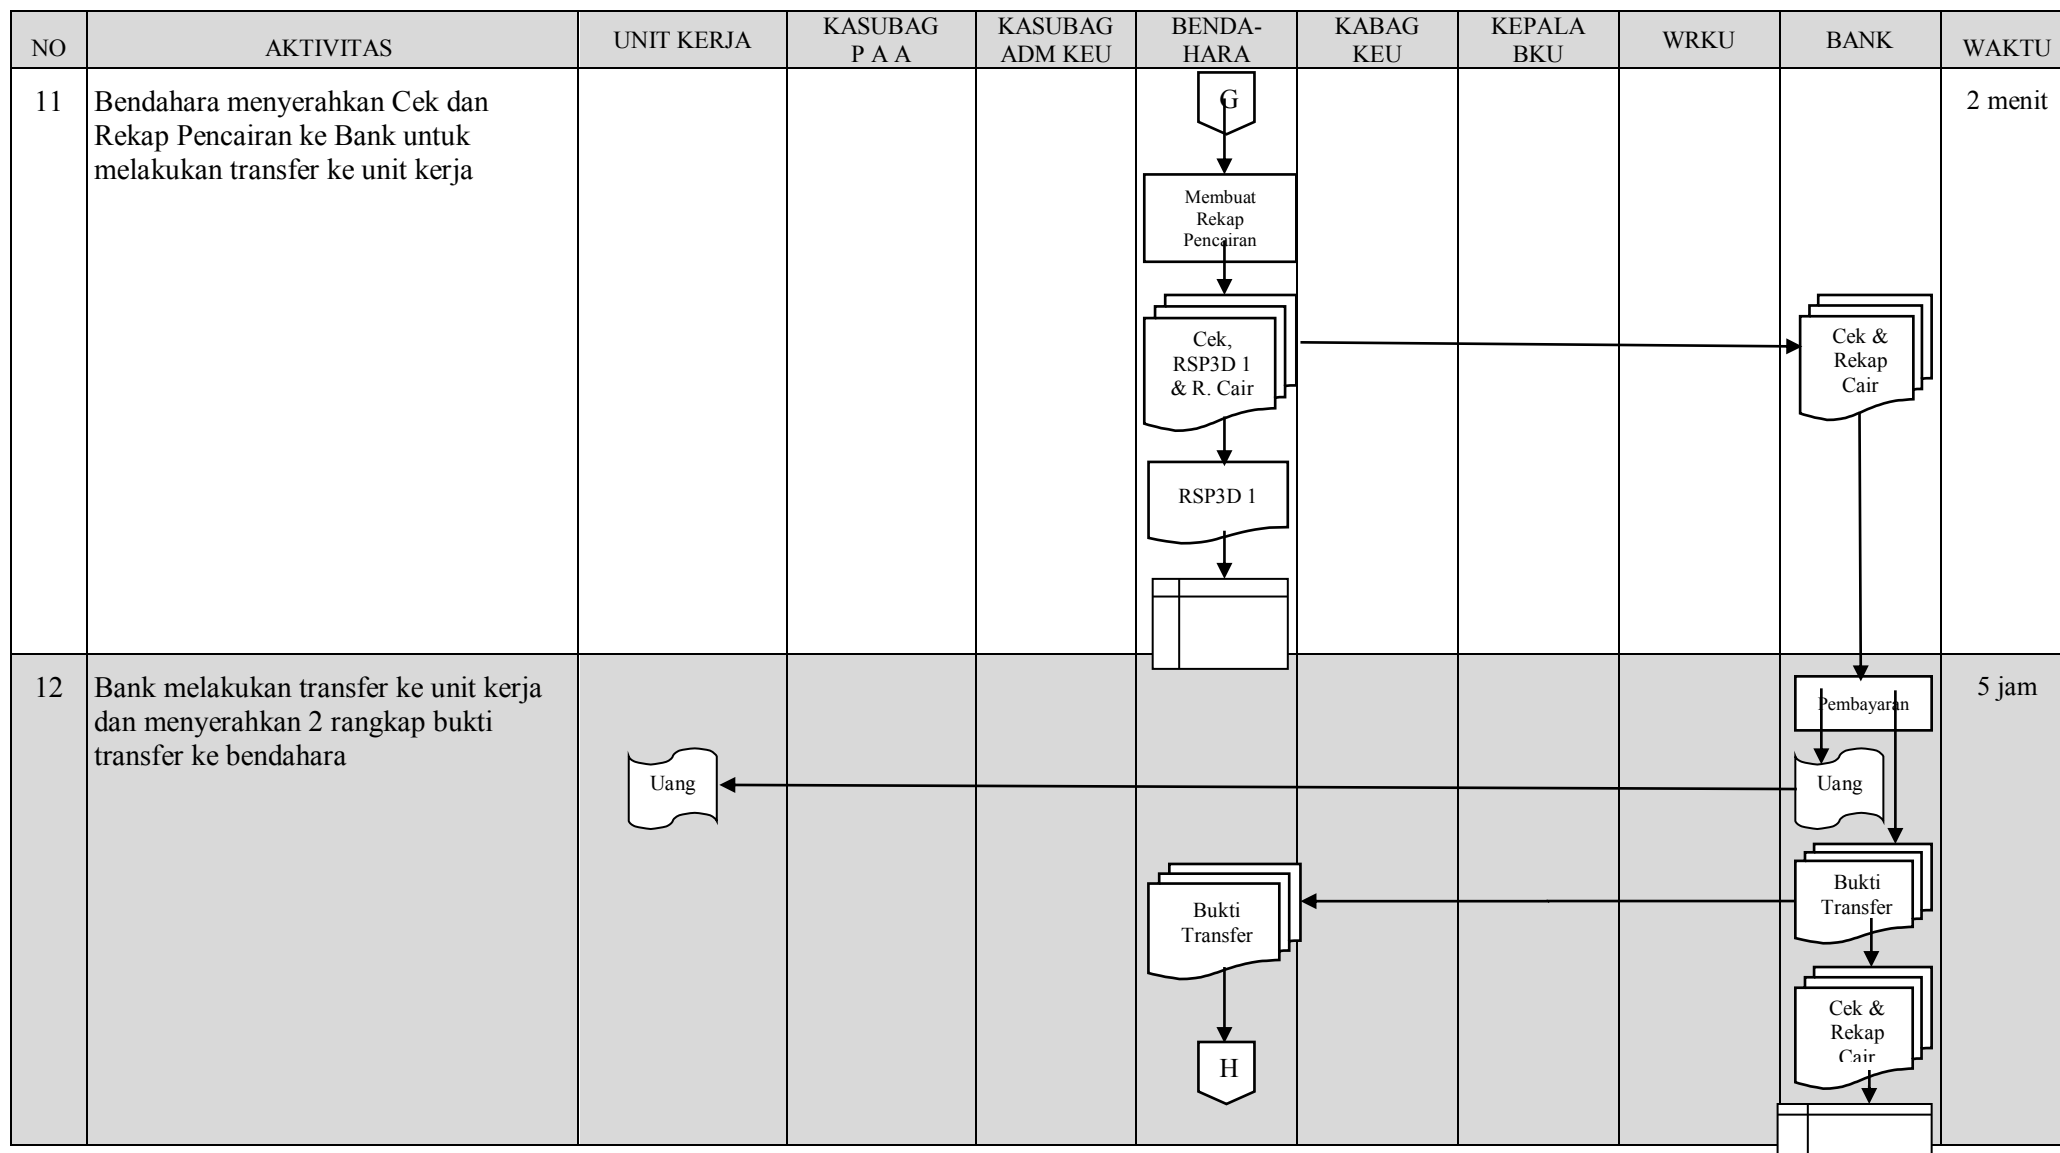 NO
AKTIVITAS
UNIT KERJA
KASUBAG
P A A
KASUBAG
ADM KEU
BENDA-
HARA
KABAG
KEU
KEPALA
BKU
WRKU
BANK
WAKTU
11
Bendahara menyerahkan Cek dan
Rekap Pencairan ke Bank untuk
melakukan transfer ke unit kerja
G
2 menit
Membuat
Rekap
Pencairan
Cek,
RSP3D 1
& R. Cair
Cek &
Rekap
Cair
RSP3D 1
12
Bank melakukan transfer ke unit kerja
dan menyerahkan 2 rangkap bukti
transfer ke bendahara
Pembayaran
5 jam
Uang
Uang
Bukti
Transfer
Bukti
Transfer
Cek &
Rekap
Cair
H